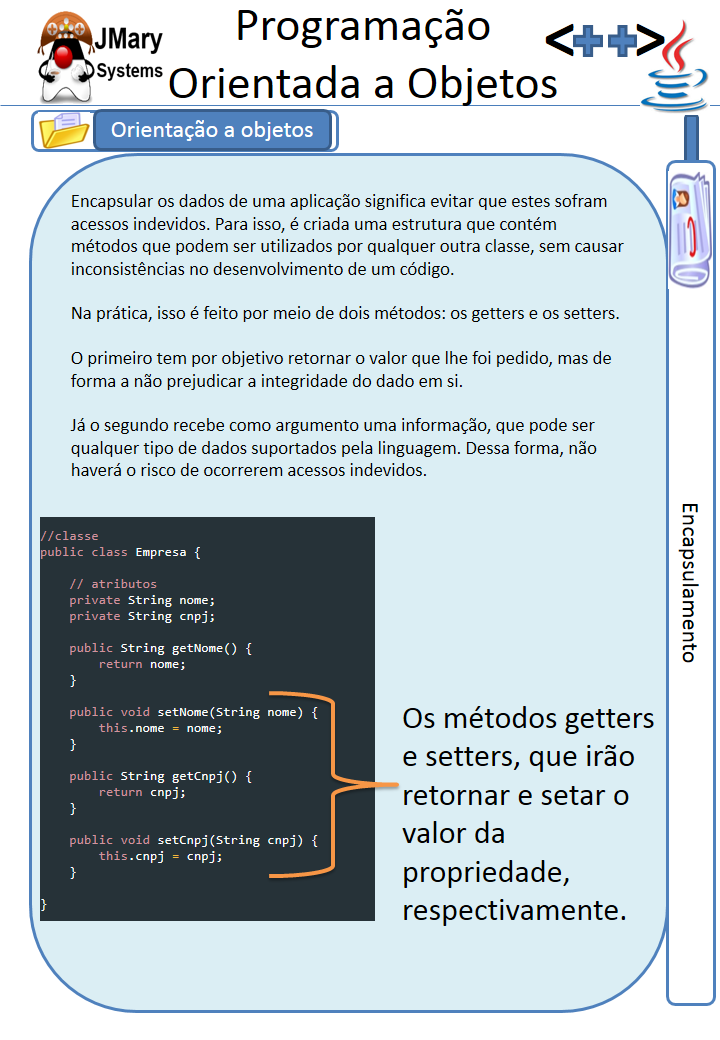 JMary
Systems
Programação
Orientada a Objetos
<++>
Orientação a objetos
Encapsular os dados de uma aplicação significa evitar que estes sofram
acessos indevidos. Para isso, é criada uma estrutura que contém
métodos que podem ser utilizados por qualquer outra classe, sem causar
inconsistências no desenvolvimento de um código.
Na prática, isso é feito por meio de dois métodos: os getters e os setters.
O primeiro tem por objetivo retornar o valor que lhe foi pedido, mas de
forma a não prejudicar a integridade do dado em si.
Já o segundo recebe como argumento uma informação, que pode ser
qualquer tipo de dados suportados pela linguagem. Dessa forma, não
haverá o risco de ocorrerem acessos indevidos.
//classe
public class Empresa {
// atributos
private String nome;
private String cnpj;
public String getNome() {
return nome;
}
public void setNome(String nome) {
this.nome = nome;
}
public String getCnpj() {
return cnpj;
}
public void setCnpj(String cnpj) {
this.cnpj = cnpj;
}
}
Os métodos getters
e setters, que irão
retornar e setar o
valor da
propriedade,
respectivamente.
Encapsulamento